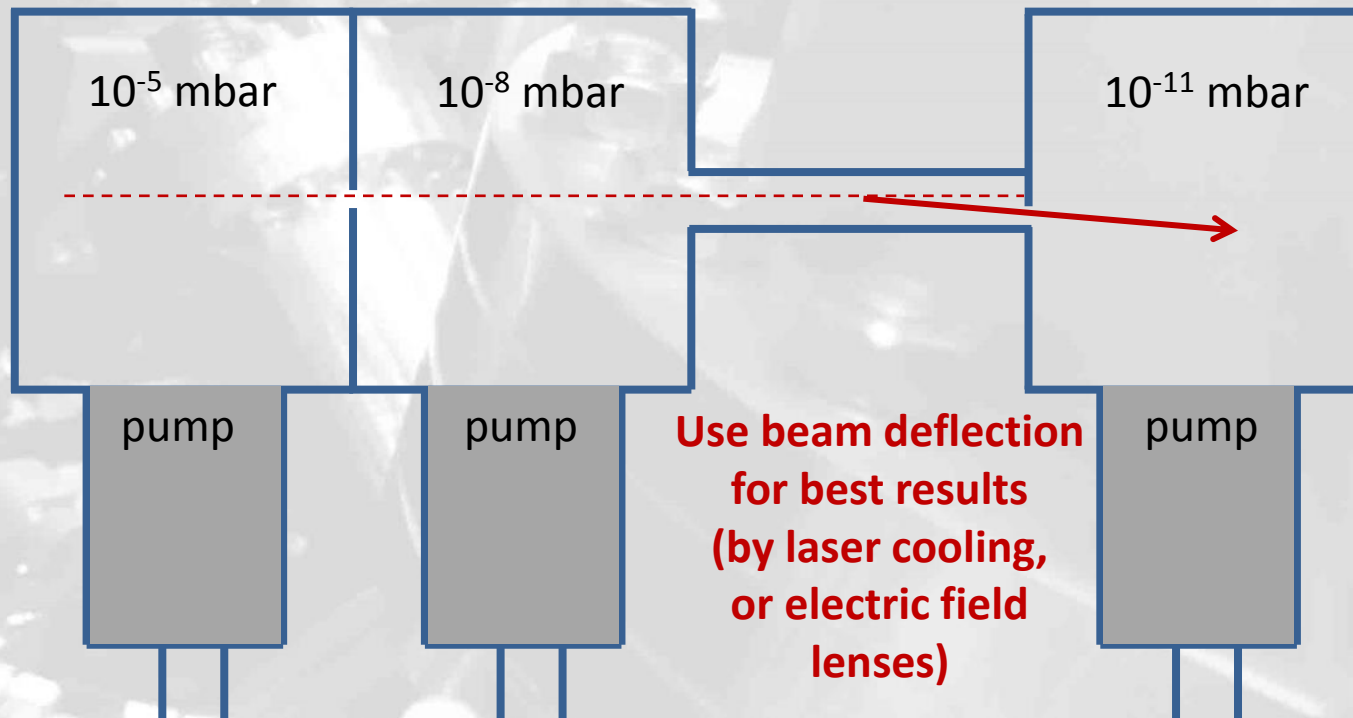 10⁻⁵ mbar
10⁻⁸ mbar
10⁻¹¹ mbar
pump
pump
pump
Use beam deflection
for best results
(by laser cooling,
or electric field
lenses)